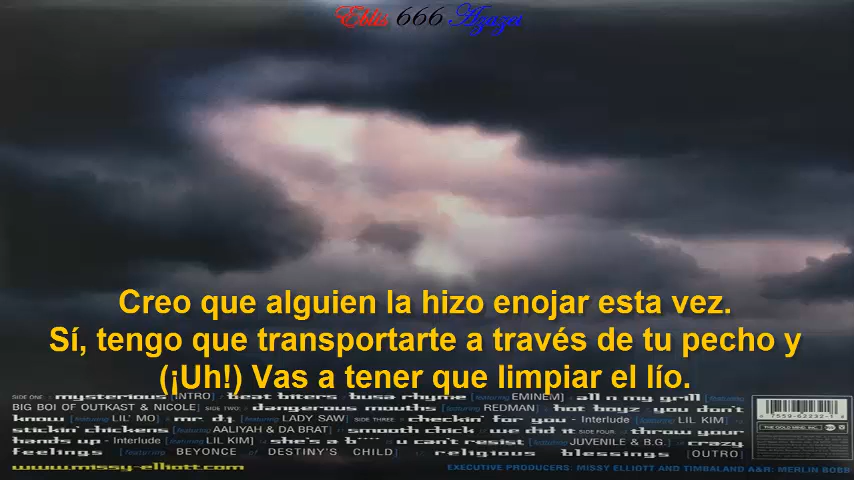 Eblis 666 Azazu
Creo que alguien la hizo enojar esta vez.
Sí, tengo que transportarte a través de tu pecho y
(¡Uh!) Vas a tener que limpiar el lío.
SIDE ONE: mysterious [INTRO] / beat biters / busa rhyme [featuring EMINEM] / all n my grill [featuring
BIG BOI OF OUTKAST & NICOLE] SIDE TWO: dangerous mouths [featuring REDMAN] / hot boyz / you don't
know [featuring LIL' MO] / mr. dj [featuring LADY SAW] SIDE THREE: checkin' for you - Interlude [featuring LIL KIM]
stickin' chickens [featuring AALIYAH & DA BRAT] / smooth chick / we did it SIDE FOUR: throw your
hands up - Interlude [featuring LIL KIM] / she's a b**** / u can't resist [featuring JUVENILE & B.G.] / crazy
feelings [featuring BEYONCE of DESTINY'S CHILD] / religious blessings [OUTRO]
www.missy-elliott.com
EXECUTIVE PRODUCERS: MISSY ELLIOTT AND TIMBALAND A&R: MERLIN BOBB
7559-62232-1